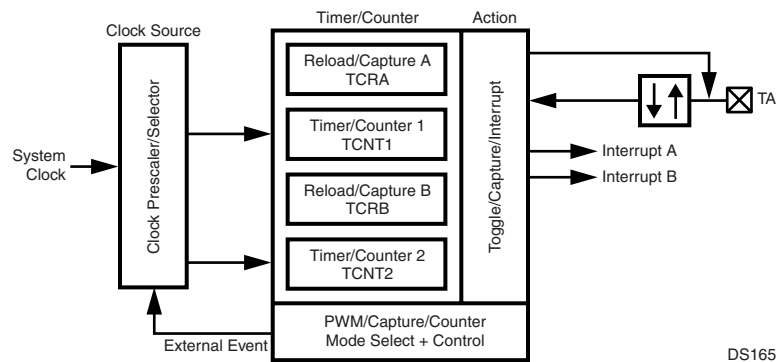 Timer/Counter
Action
Clock Source
Reload/Capture A
TCRA
TA
Timer/Counter 1
TCNT1
Clock Prescaler/Selector
Toggle/Capture/Interrupt
System
Clock
Interrupt A
Interrupt B
Reload/Capture B
TCRB
Timer/Counter 2
TCNT2
PWM/Capture/Counter
Mode Select + Control
External Event
DS165